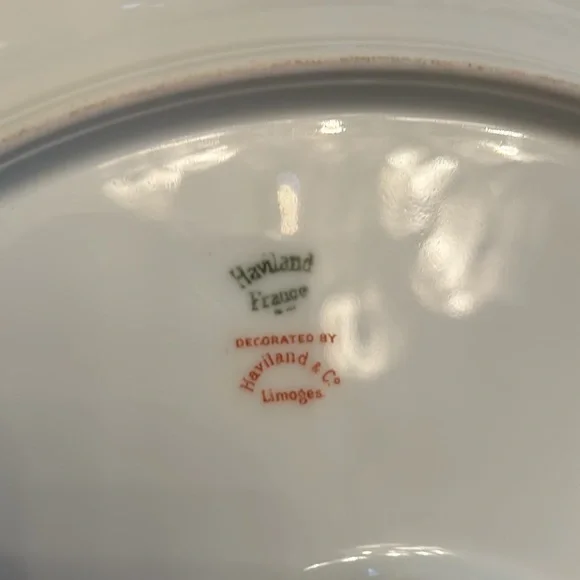 Haviland
France
DECORATED BY
Haviland & Co
Limoges